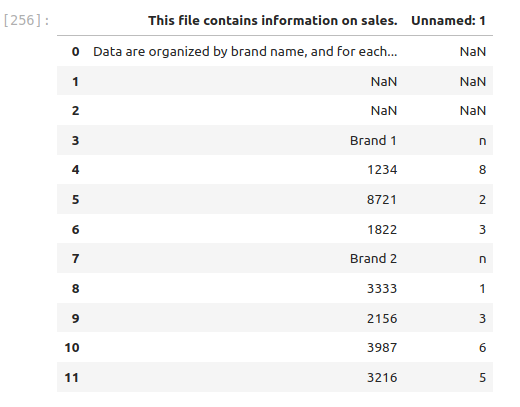 [256]:
This file contains information on sales. Unnamed: 1
0 Data are organized by brand name, and for each... NaN
1 NaN NaN
2 NaN NaN
3 Brand 1 n
4 1234 8
5 8721 2
6 1822 3
7 Brand 2 n
8 3333 1
9 2156 3
10 3987 6
11 3216 5